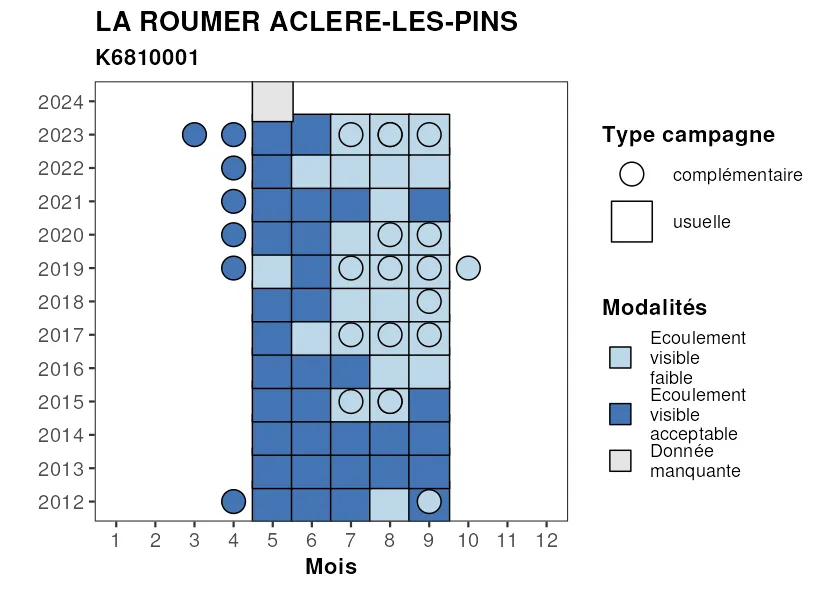 LA ROUMER ACLERE-LES-PINS
K6810001
2024
2023
2022
2021
2020
2019
2018
2017
2016
2015
2014
2013
2012
1 2 3 4 5 6 7 8 9 10 11 12
Mois
Type campagne
complémentaire
usuelle
Modalités
Ecoulement
visible
faible
Ecoulement
visible
acceptable
Donnée
manquante